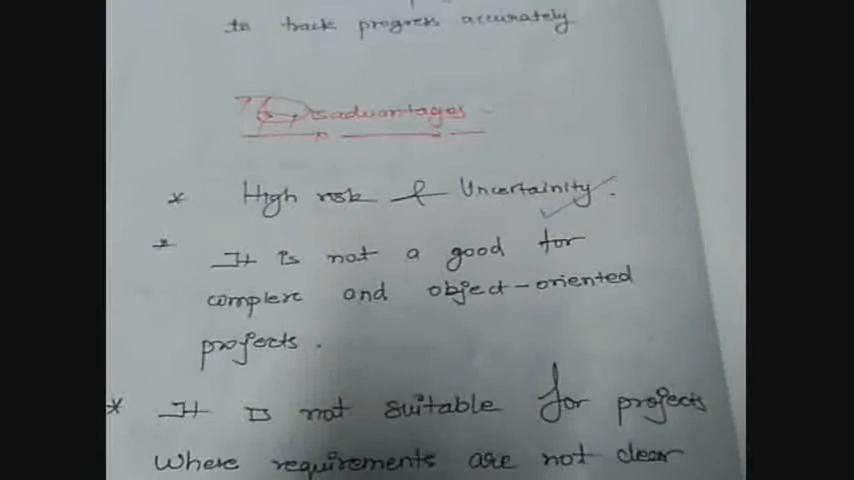 to track progress accurately
Disadvantages
* High risk & Uncertainity.
* It is not a good for
complex and object-oriented
projects.
* It is not suitable for projects
where requirements are not clear